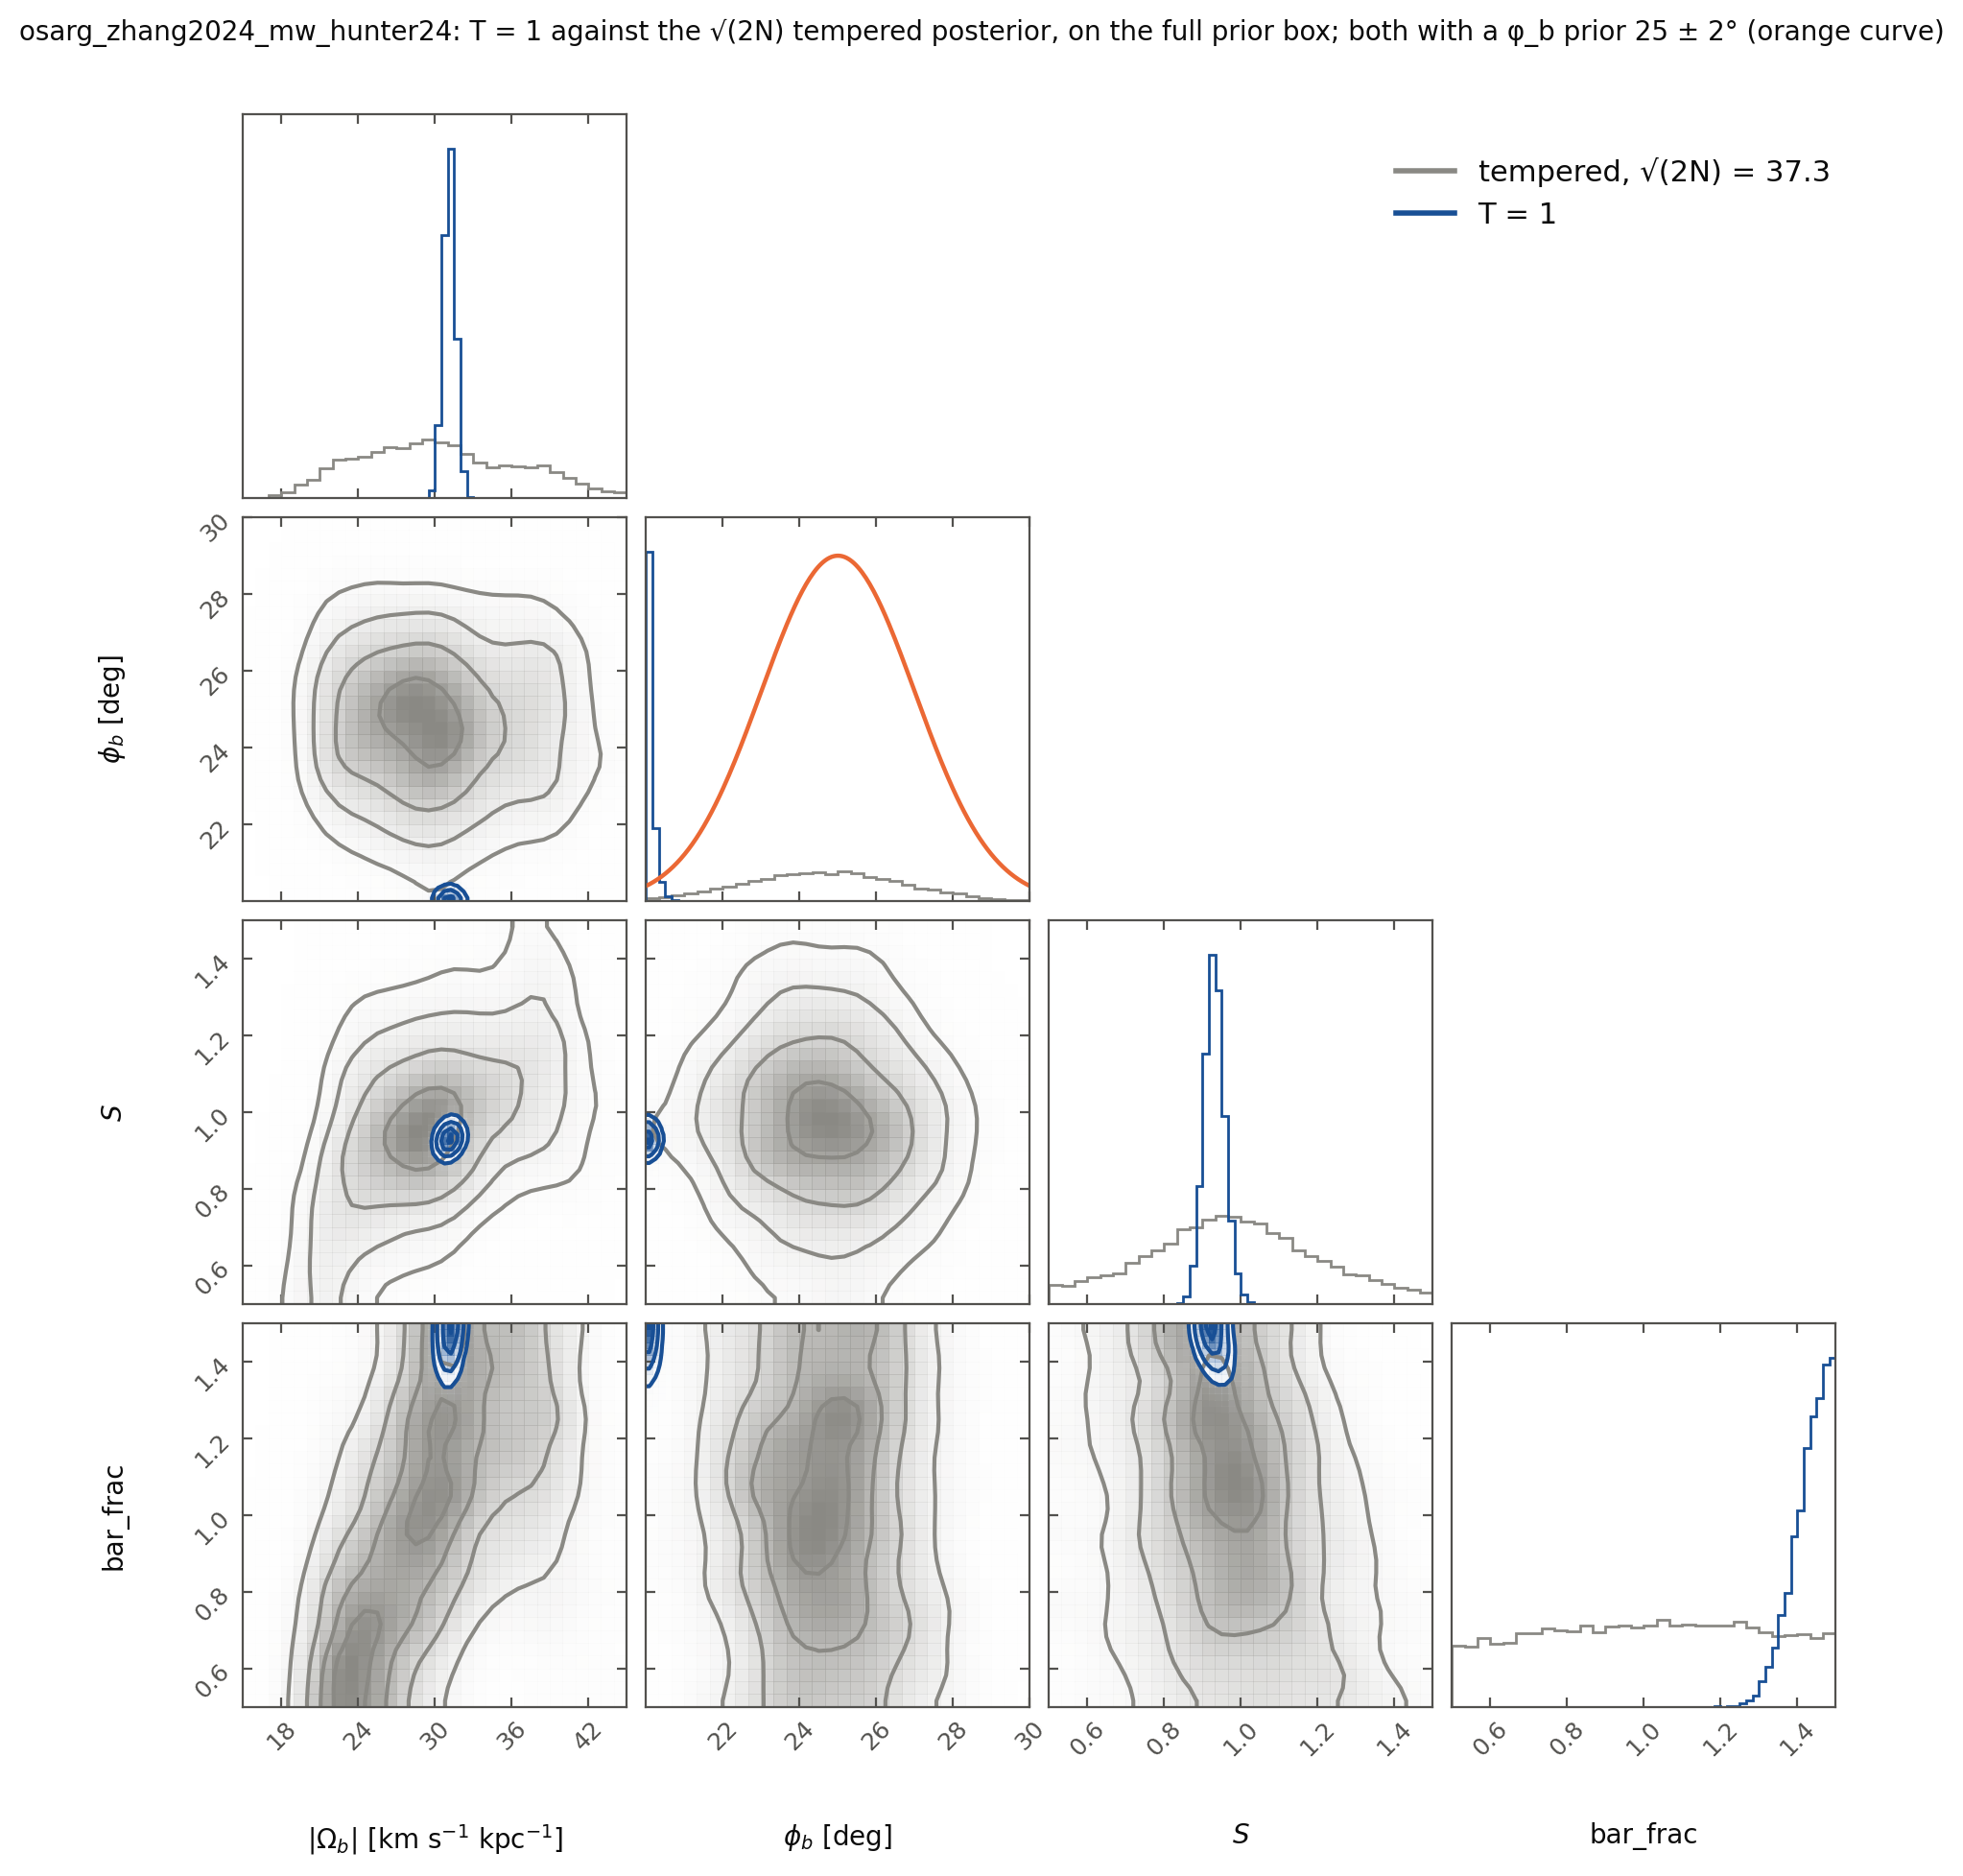 osarg_zhang2024_mw_hunter24: T = 1 against the √(2N) tempered posterior, on the full prior box; both with a φ_b prior 25 ± 2° (orange curve)
tempered, √(2N) = 37.3
T = 1
30
28
26
24
22
ϕ_b [deg]
1.4
1.2
1.0
0.8
0.6
S
1.4
1.2
1.0
0.8
0.6
bar_frac
18 24 30 36 42
22 24 26 28 30
0.6 0.8 1.0 1.2 1.4
0.6 0.8 1.0 1.2 1.4
|Ω_b| [km s⁻¹ kpc⁻¹]
ϕ_b [deg]
S
bar_frac